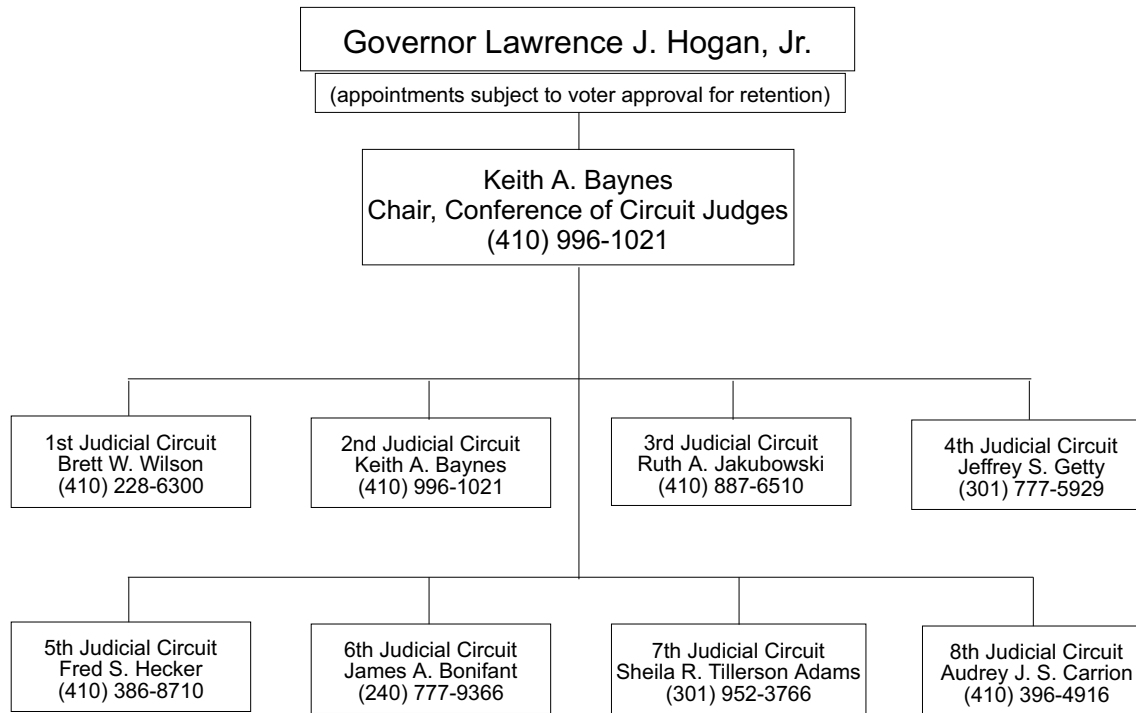 Governor Lawrence J. Hogan, Jr.
(appointments subject to voter approval for retention)
Keith A. Baynes
Chair, Conference of Circuit Judges
(410) 996-1021
1st Judicial Circuit
Brett W. Wilson
(410) 228-6300
2nd Judicial Circuit
Keith A. Baynes
(410) 996-1021
3rd Judicial Circuit
Ruth A. Jakubowski
(410) 887-6510
4th Judicial Circuit
Jeffrey S. Getty
(301) 777-5929
5th Judicial Circuit
Fred S. Hecker
(410) 386-8710
6th Judicial Circuit
James A. Bonifant
(240) 777-9366
7th Judicial Circuit
Sheila R. Tillerson Adams
(301) 952-3766
8th Judicial Circuit
Audrey J. S. Carrion
(410) 396-4916